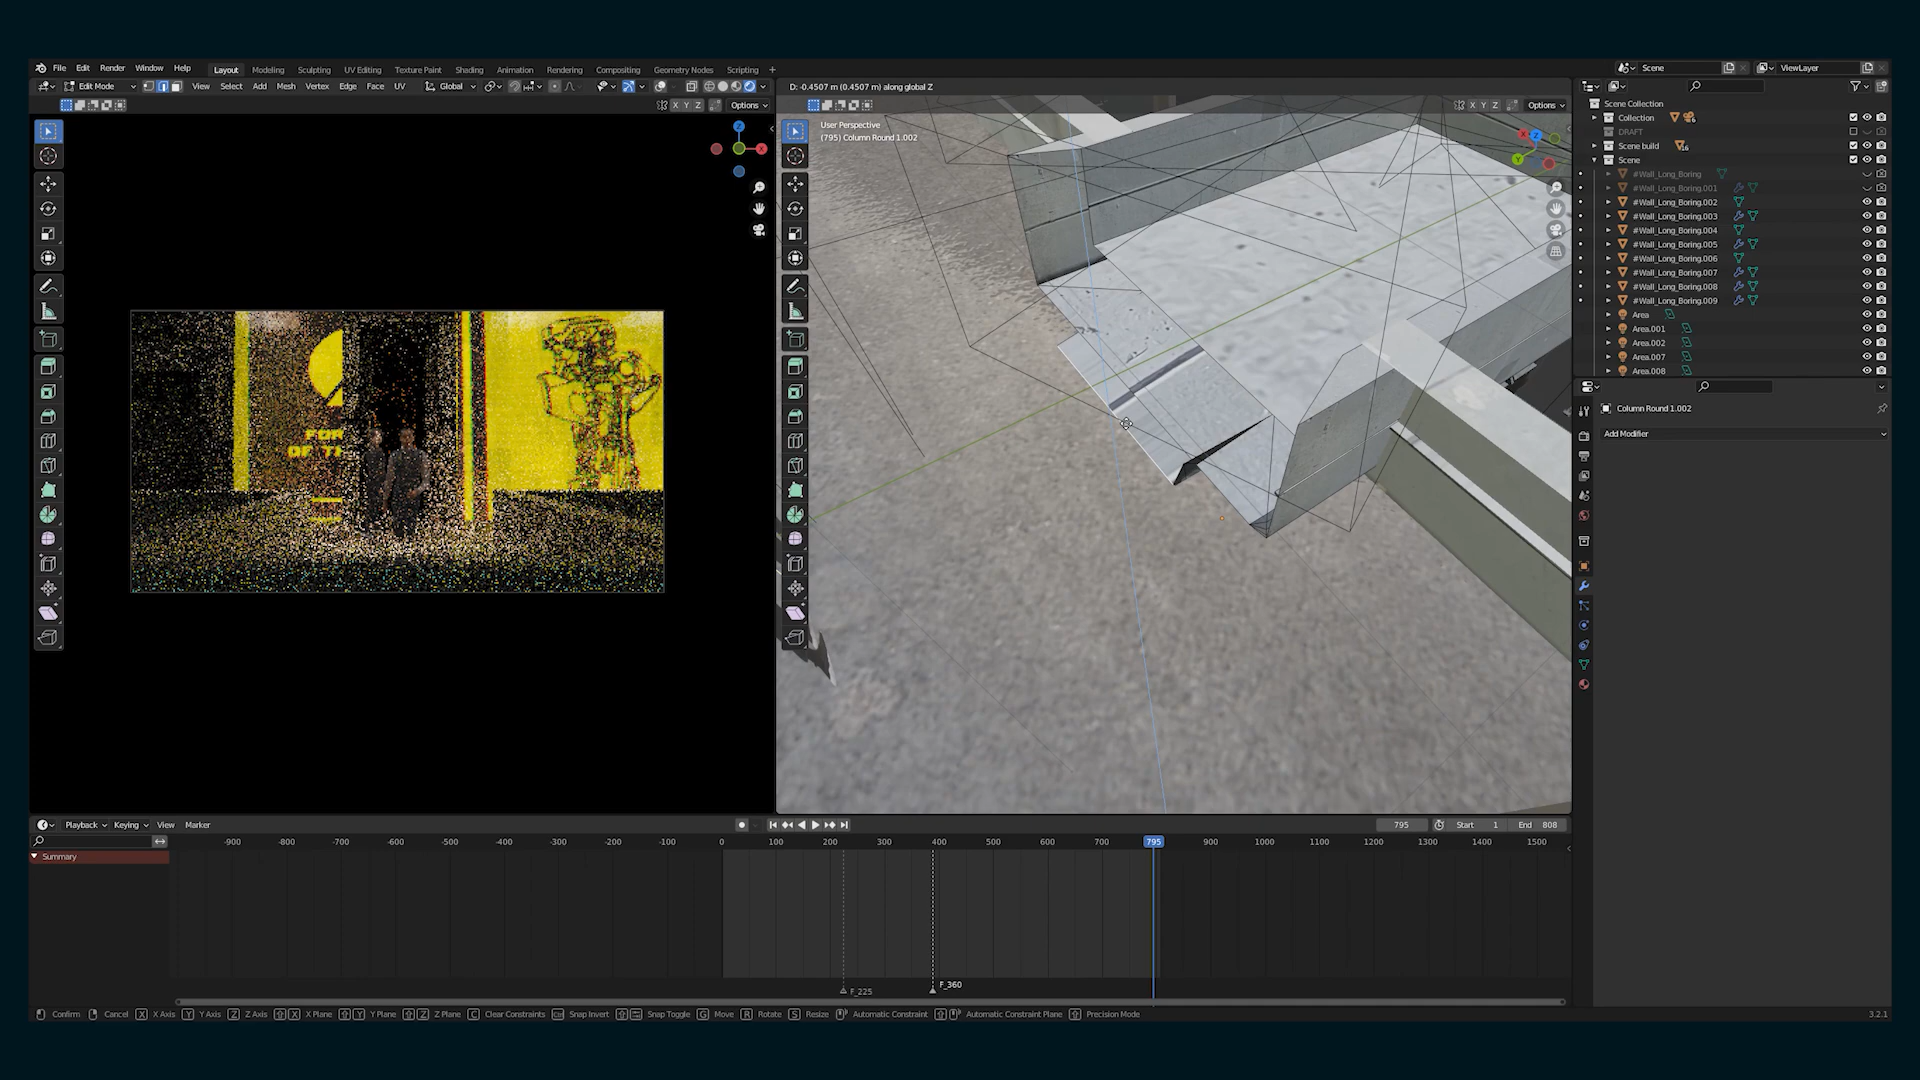 File Edit Render Window Help
Layout Modeling Sculpting UV Editing Texture Paint Shading Animation Rendering Compositing Geometry Nodes Scripting +
Scene
ViewLayer
Edit Mode View Select Add Mesh Vertex Edge Face UV Global
D: -0.4507 m (0.4507 m) along global Z
X Y Z Options
X Y Z Options
User Perspective
(795) Column Round 1.002
Z
X
X
Z
Y
FOR
OF T
Scene Collection
Collection
DRAFT
Scene build
Scene
#Wall_Long_Boring
#Wall_Long_Boring.001
#Wall_Long_Boring.002
#Wall_Long_Boring.003
#Wall_Long_Boring.004
#Wall_Long_Boring.005
#Wall_Long_Boring.006
#Wall_Long_Boring.007
#Wall_Long_Boring.008
#Wall_Long_Boring.009
Area
Area.001
Area.002
Area.007
Area.008
Column Round 1.002
Add Modifier
Playback Keying View Marker
795 Start 1 End 808
-900 -800 -700 -600 -500 -400 -300 -200 -100 0 100 200 300 400 500 600 700 795 900 1000 1100 1200 1300 1400 1500
Summary
F_225
F_360
Confirm Cancel X X Axis Y Y Axis Z Z Axis X X Plane Y Y Plane Z Z Plane C Clear Constraints Snap Invert Snap Toggle G Move R Rotate S Resize Automatic Constraint Automatic Constraint Plane Precision Mode
3.2.1